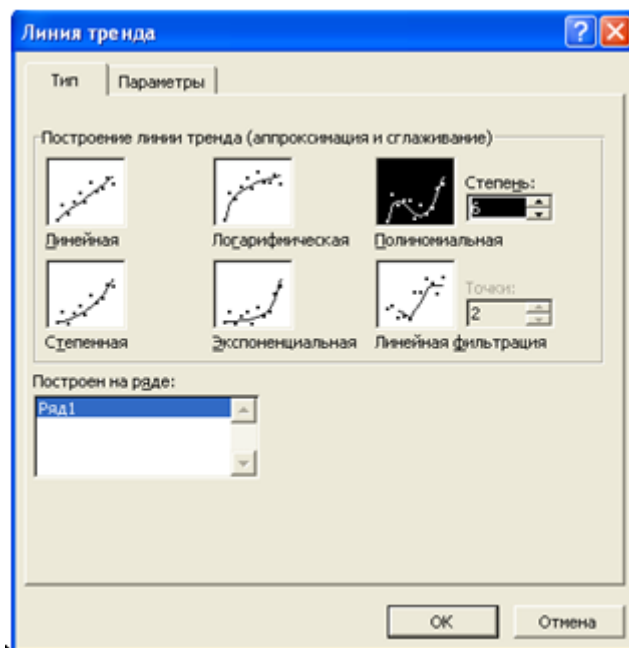 Линия тренда
Тип Параметры
Построение линии тренда (аппроксимация и сглаживание)
Линейная
Логарифмическая
Степень:
5
Полиномиальная
Степенная
Экспоненциальная
Точки:
2
Линейная фильтрация
Построен на ряде:
Ряд1
ОК Отмена